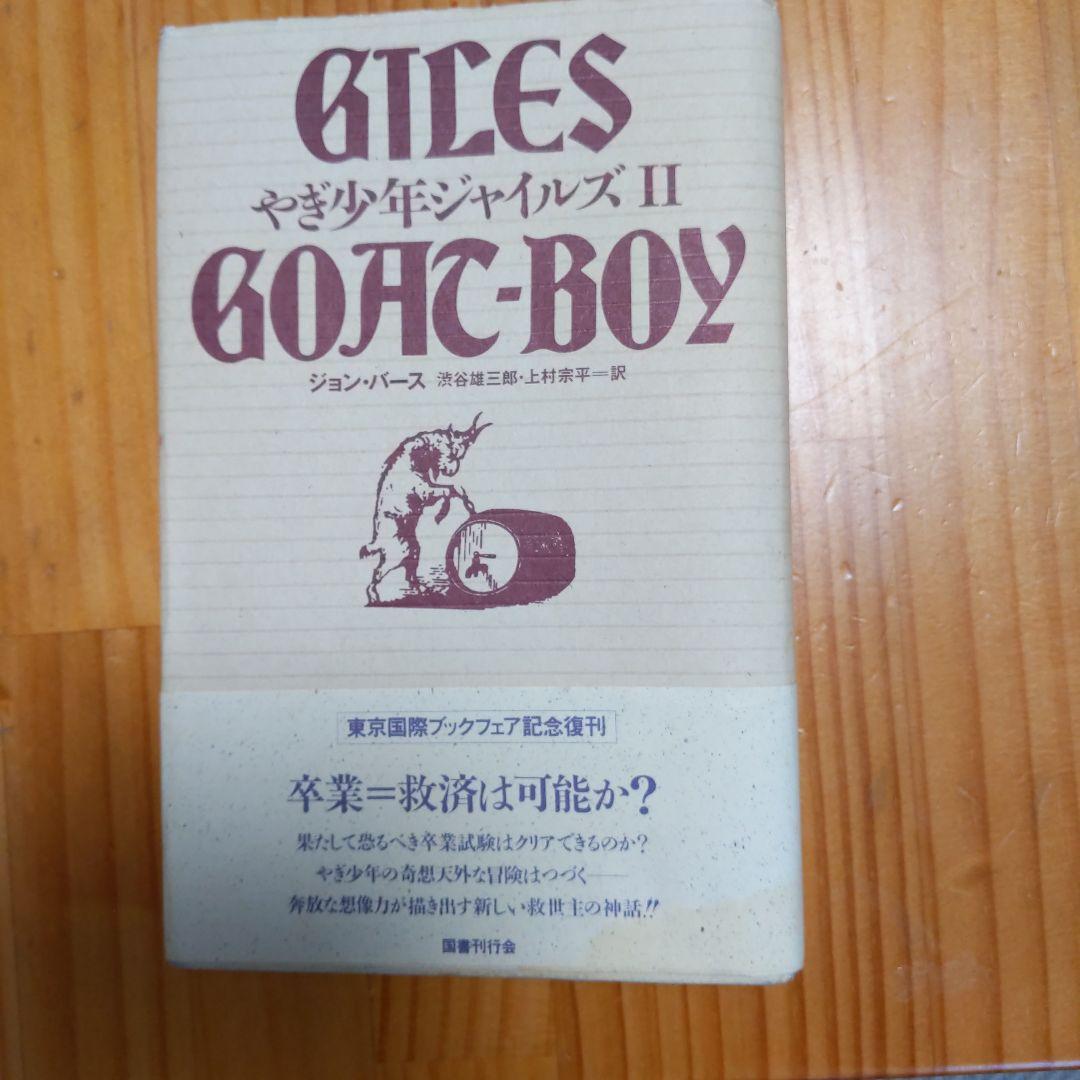 GILES
やぎ少年ジャイルズ II
GOAT-BOY
ジョン・バース 渋谷雄三郎・上村宗平＝訳
東京国際ブックフェア記念復刊
卒業＝救済は可能か?
果たして恐るべき卒業試験はクリアできるのか?
やぎ少年の奇想天外な冒険はつづく——
奔放な想像力が描き出す新しい救世主の神話!!
国書刊行会